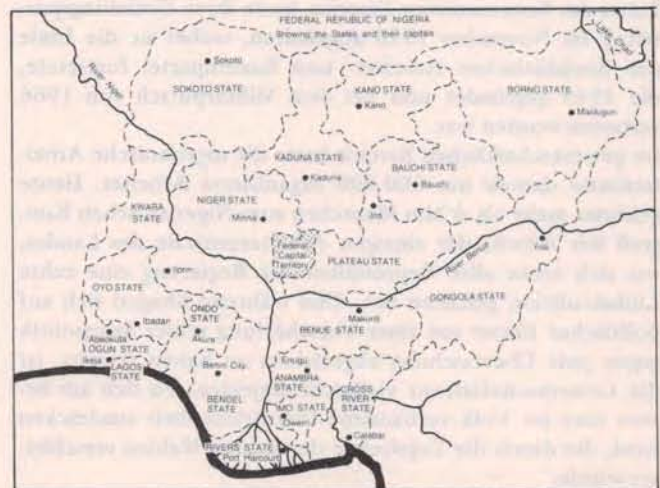 FEDERAL REPUBLIC OF NIGERIA
Showing the States and their capitals
Lake Chad
Sokoto
SOKOTO STATE
KANO STATE
Kano
BORNO STATE
Maiduguri
KADUNA STATE
Kaduna
BAUCHI STATE
Bauchi
NIGER STATE
Minna
Jos
KWARA
STATE
Federal
Capital
Territory
PLATEAU STATE
River Benue
Yola
GONGOLA STATE
OYO STATE
Ibadan
ONDO
STATE
Akure
Makurdi
BENUE STATE
Abeokuta
OGUN STATE
Ikeja
LAGOS
STATE
Benin City
BENDEL
STATE
Enugu
ANAMBRA
STATE
IMO STATE
Owerri
CROSS
RIVER
STATE
Calabar
RIVERS STATE
Port Harcourt